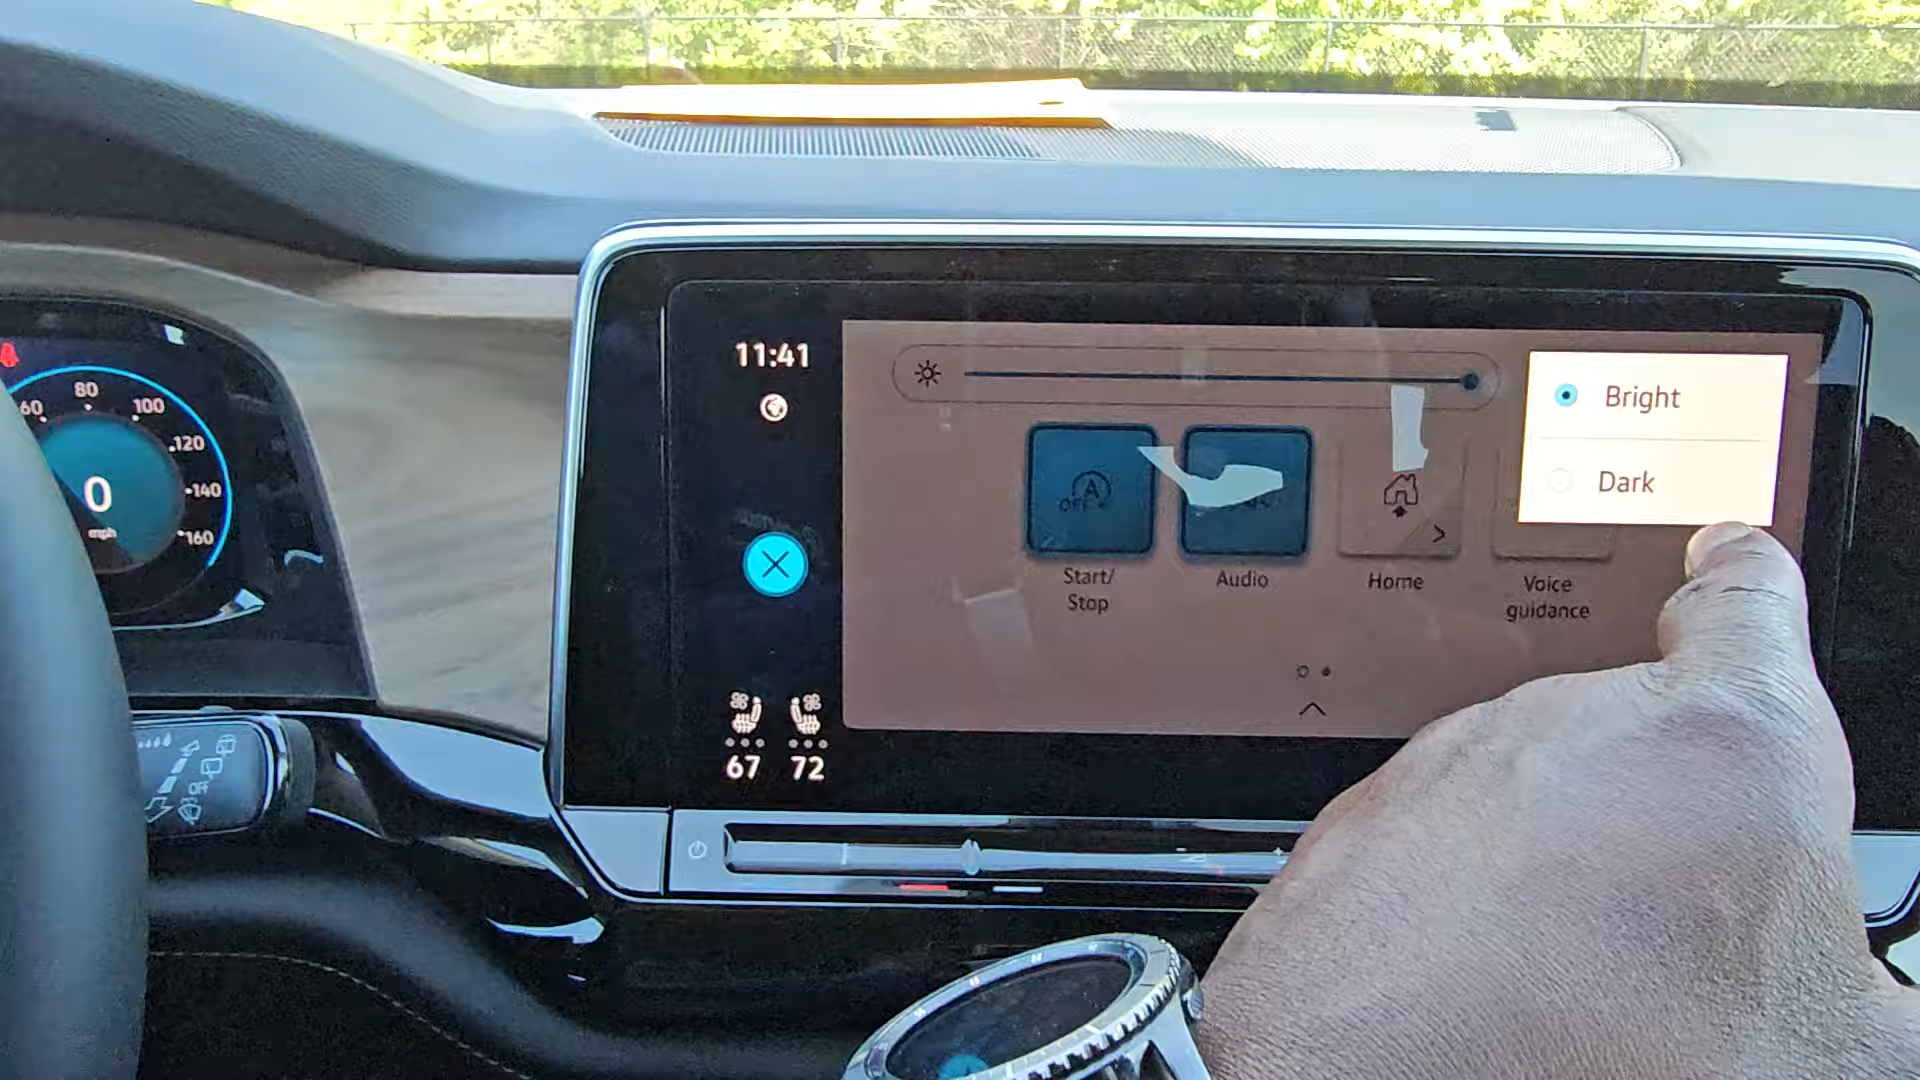 11:41
Bright
Dark
OFF
A
Start/
Stop
Audio
Home
Voice
guidance
67 72
60
80
100
120
140
160
0
mph
OFF